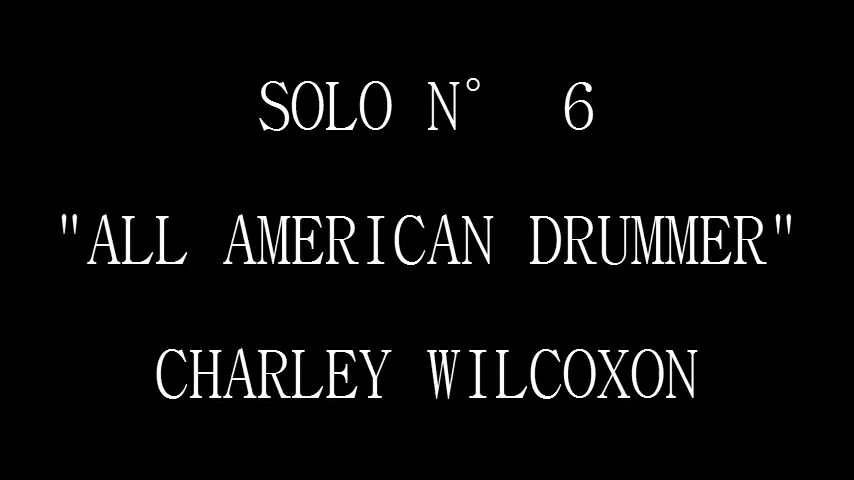 SOLO N° 6
"ALL AMERICAN DRUMMER"
CHARLEY WILCOXON